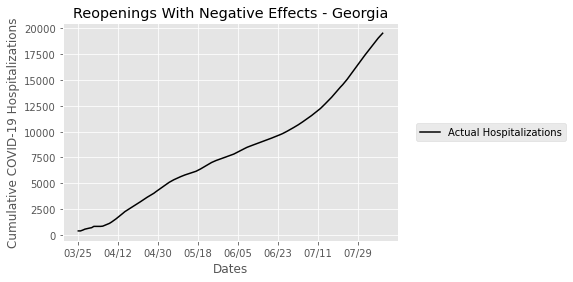 Reopenings With Negative Effects - Georgia
Cumulative COVID-19 Hospitalizations
20000
17500
15000
12500
10000
7500
5000
2500
0
Actual Hospitalizations
03/25 04/12 04/30 05/18 06/05 06/23 07/11 07/29
Dates